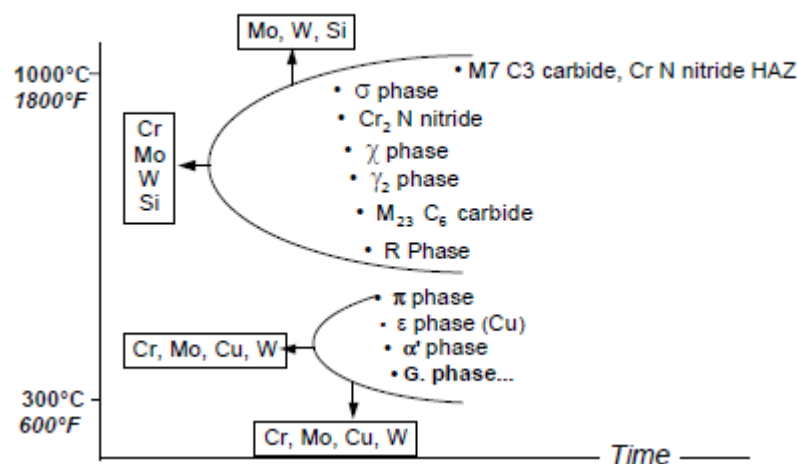 Mo, W, Si
1000°C
1800°F
• M7 C3 carbide, Cr N nitride HAZ
• σ phase
• Cr₂ N nitride
• χ phase
• γ₂ phase
• M₂₃ C₆ carbide
• R Phase
Cr
Mo
W
Si
• π phase
• ε phase (Cu)
• α' phase
• G. phase...
Cr, Mo, Cu, W
300°C
600°F
Cr, Mo, Cu, W
Time